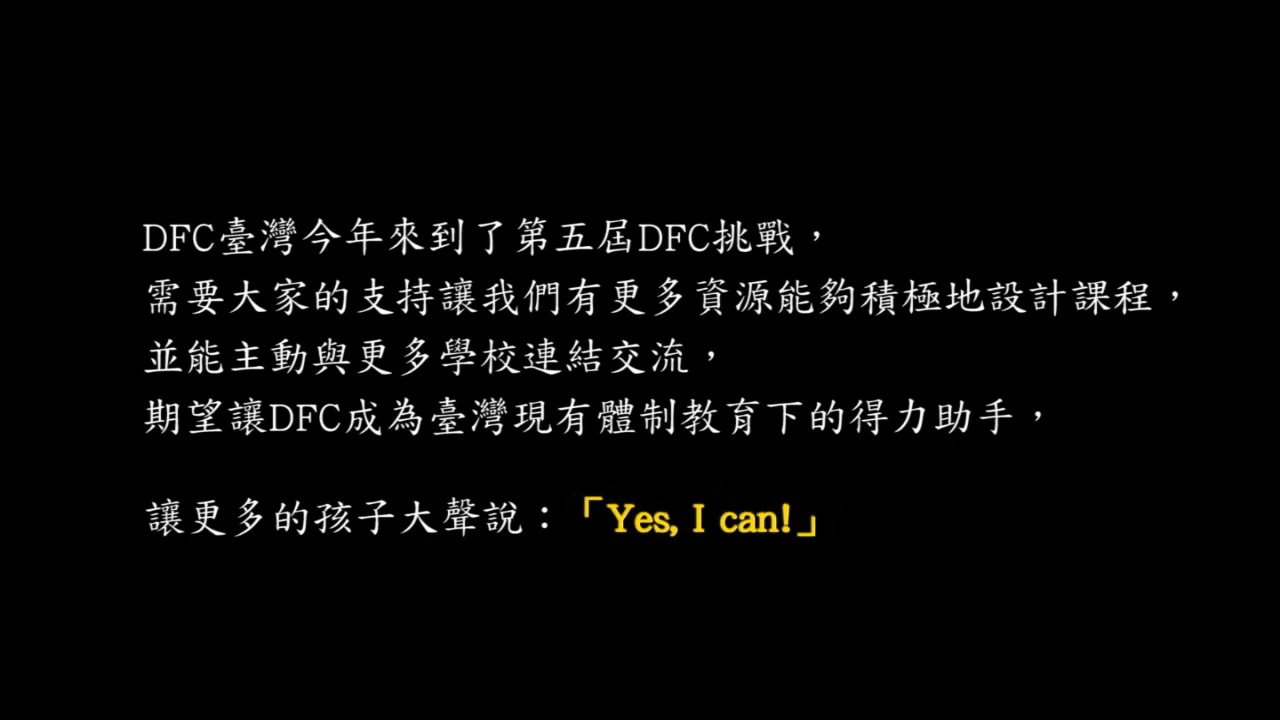 DFC臺灣今年來到了第五屆DFC挑戰，
需要大家的支持讓我們有更多資源能夠積極地設計課程，
並能主動與更多學校連結交流，
期望讓DFC成為臺灣現有體制教育下的得力助手，
讓更多的孩子大聲說：「Yes, I can!」